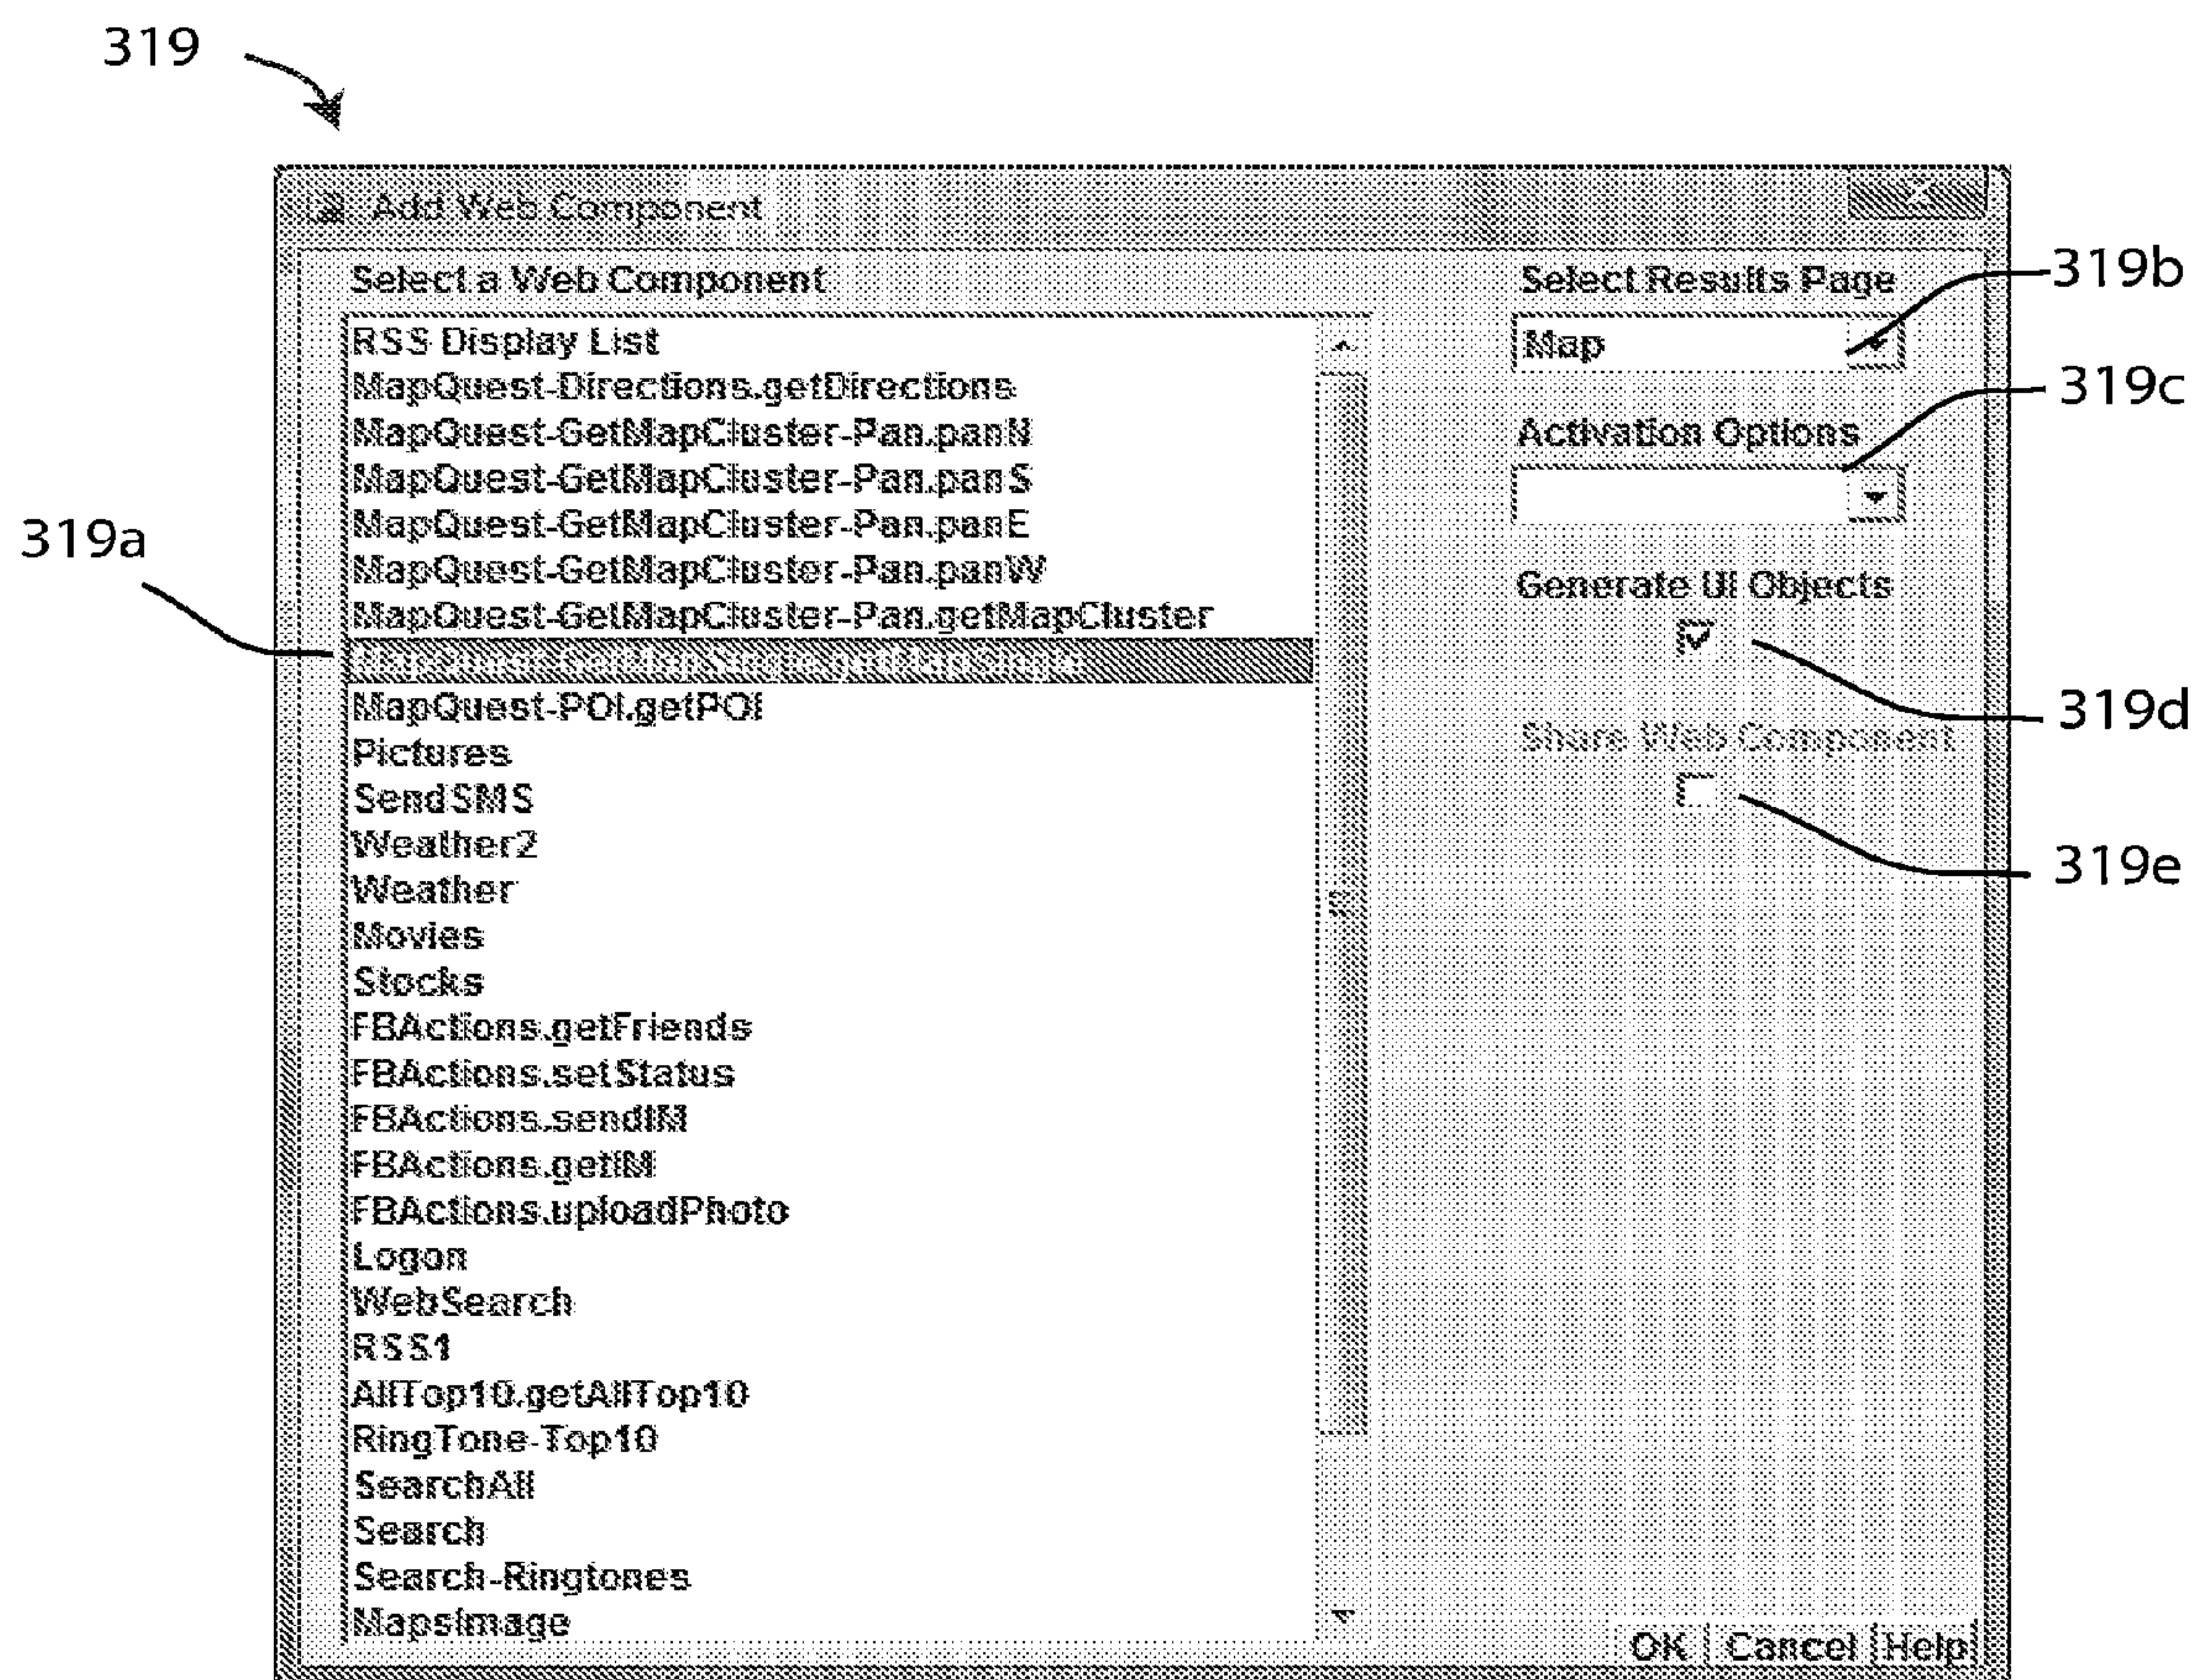 319
Add Web Component
Select a Web Component
RSS Display List
MapQuest-Directions.getDirections
MapQuest-GetMapCluster-Pan.panN
MapQuest-GetMapCluster-Pan.panS
MapQuest-GetMapCluster-Pan.panE
MapQuest-GetMapCluster-Pan.panW
MapQuest-GetMapCluster-Pan.getMapCluster
319a
MapQuest-GetMapSingle.getMapSingle
MapQuest-POI.getPOI
Pictures
SendSMS
Weather2
Weather
Movies
Stocks
FBActions.getFriends
FBActions.setStatus
FBActions.sendIM
FBActions.getIM
FBActions.uploadPhoto
Logon
WebSearch
RSS1
AllTop10.getAllTop10
RingTone-Top10
SearchAll
Search
Search-Ringtones
MapsImage
Select Results Page
319b
Map
319c
Activation Options
Generate UI Objects
319d
Share Web Component
319e
OK Cancel Help